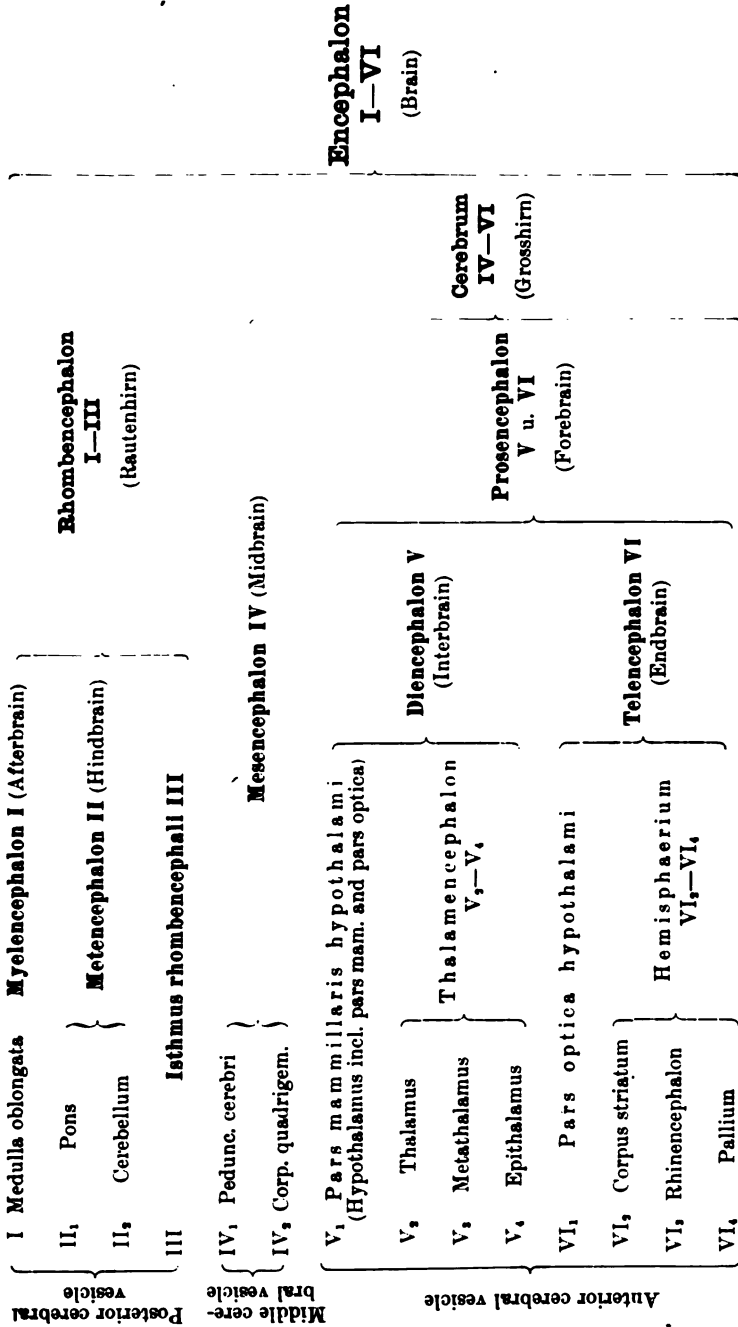 Posterior cerebral
vesicle
I Medulla oblongata Myelencephalon I (Afterbrain)
II₁ Pons
Metencephalon II (Hindbrain)
II₂ Cerebellum
III Isthmus rhombencephali III
Rhombencephalon
I—III
(Rautenhirn)
Middle cere-
bral vesicle
IV₁ Pedunc. cerebri
Mesencephalon IV (Midbrain)
IV₂ Corp. quadrigem.
Anterior cerebral vesicle
V₁ Pars mammillaris hypothalami
(Hypothalamus incl. pars mam. and pars optica)
V₂ Thalamus
V₃ Metathalamus
V₄ Epithalamus
Thalamencephalon
V₂—V₄
Diencephalon V
(Interbrain)
VI₁ Pars optica hypothalami
VI₂ Corpus striatum
VI₃ Rhinencephalon
VI₄ Pallium
Hemisphaerium
VI₂—VI₄
Telencephalon VI
(Endbrain)
Prosencephalon
V u. VI
(Forebrain)
Cerebrum
IV—VI
(Grosshirn)
Encephalon
I—VI
(Brain)